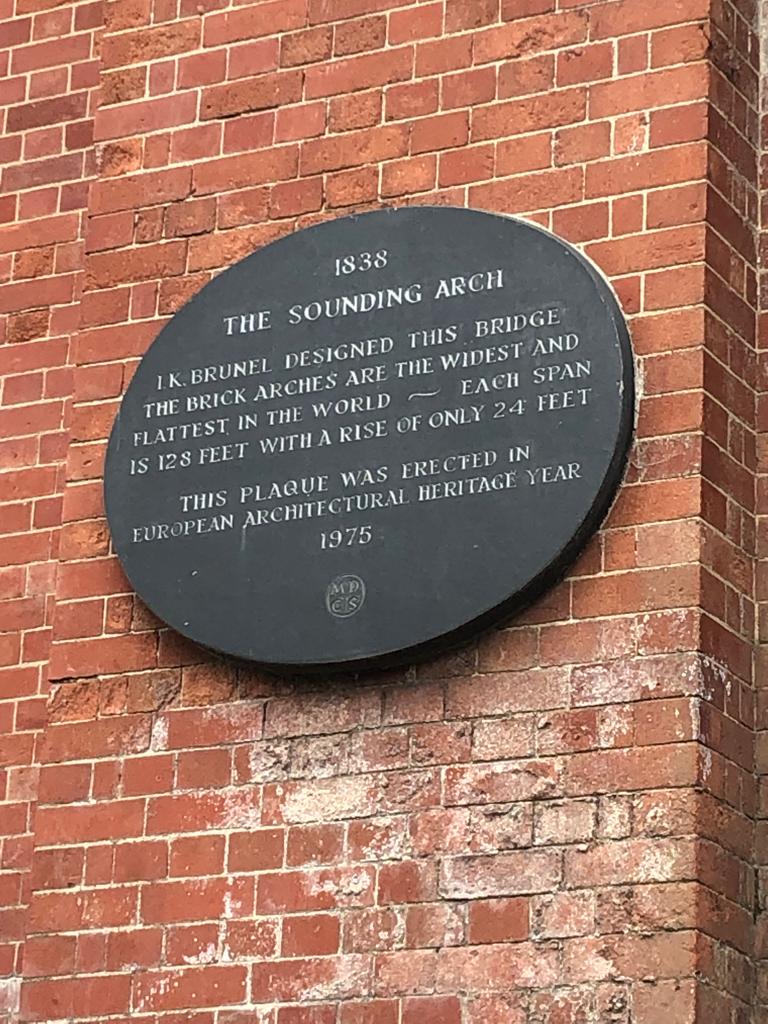 1838
THE SOUNDING ARCH
I.K. BRUNEL DESIGNED THIS BRIDGE
THE BRICK ARCHES ARE THE WIDEST AND
FLATTEST IN THE WORLD ~ EACH SPAN
IS 128 FEET WITH A RISE OF ONLY 24 FEET
THIS PLAQUE WAS ERECTED IN
EUROPEAN ARCHITECTURAL HERITAGE YEAR
1975
MD
CS